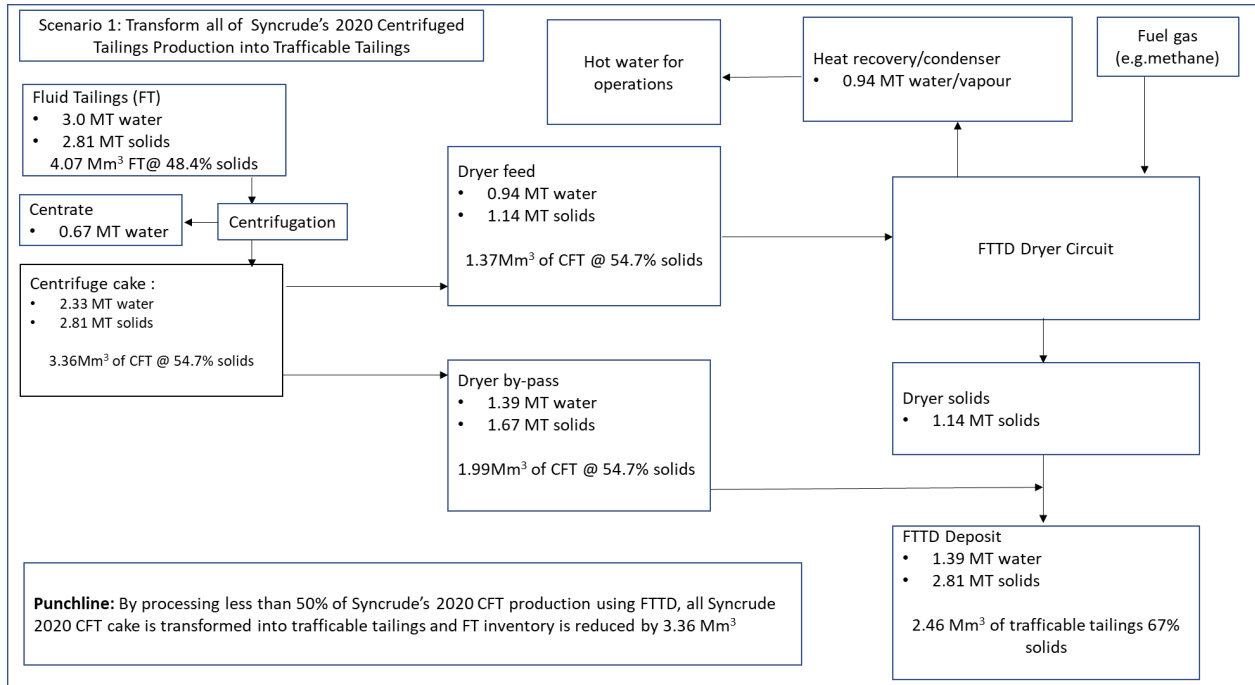 Scenario 1: Transform all of Syncrude's 2020 Centrifuged
Tailings Production into Trafficable Tailings
Fluid Tailings (FT)
• 3.0 MT water
• 2.81 MT solids
4.07 Mm³ FT@ 48.4% solids
Centrate
• 0.67 MT water
Centrifugation
Centrifuge cake :
• 2.33 MT water
• 2.81 MT solids
3.36Mm³ of CFT @ 54.7% solids
Dryer feed
• 0.94 MT water
• 1.14 MT solids
1.37Mm³ of CFT @ 54.7% solids
Dryer by-pass
• 1.39 MT water
• 1.67 MT solids
1.99Mm³ of CFT @ 54.7% solids
Hot water for
operations
Heat recovery/condenser
• 0.94 MT water/vapour
Fuel gas
(e.g.methane)
FTTD Dryer Circuit
Dryer solids
• 1.14 MT solids
FTTD Deposit
• 1.39 MT water
• 2.81 MT solids
2.46 Mm³ of trafficable tailings 67%
solids
Punchline: By processing less than 50% of Syncrude's 2020 CFT production using FTTD, all Syncrude
2020 CFT cake is transformed into trafficable tailings and FT inventory is reduced by 3.36 Mm³